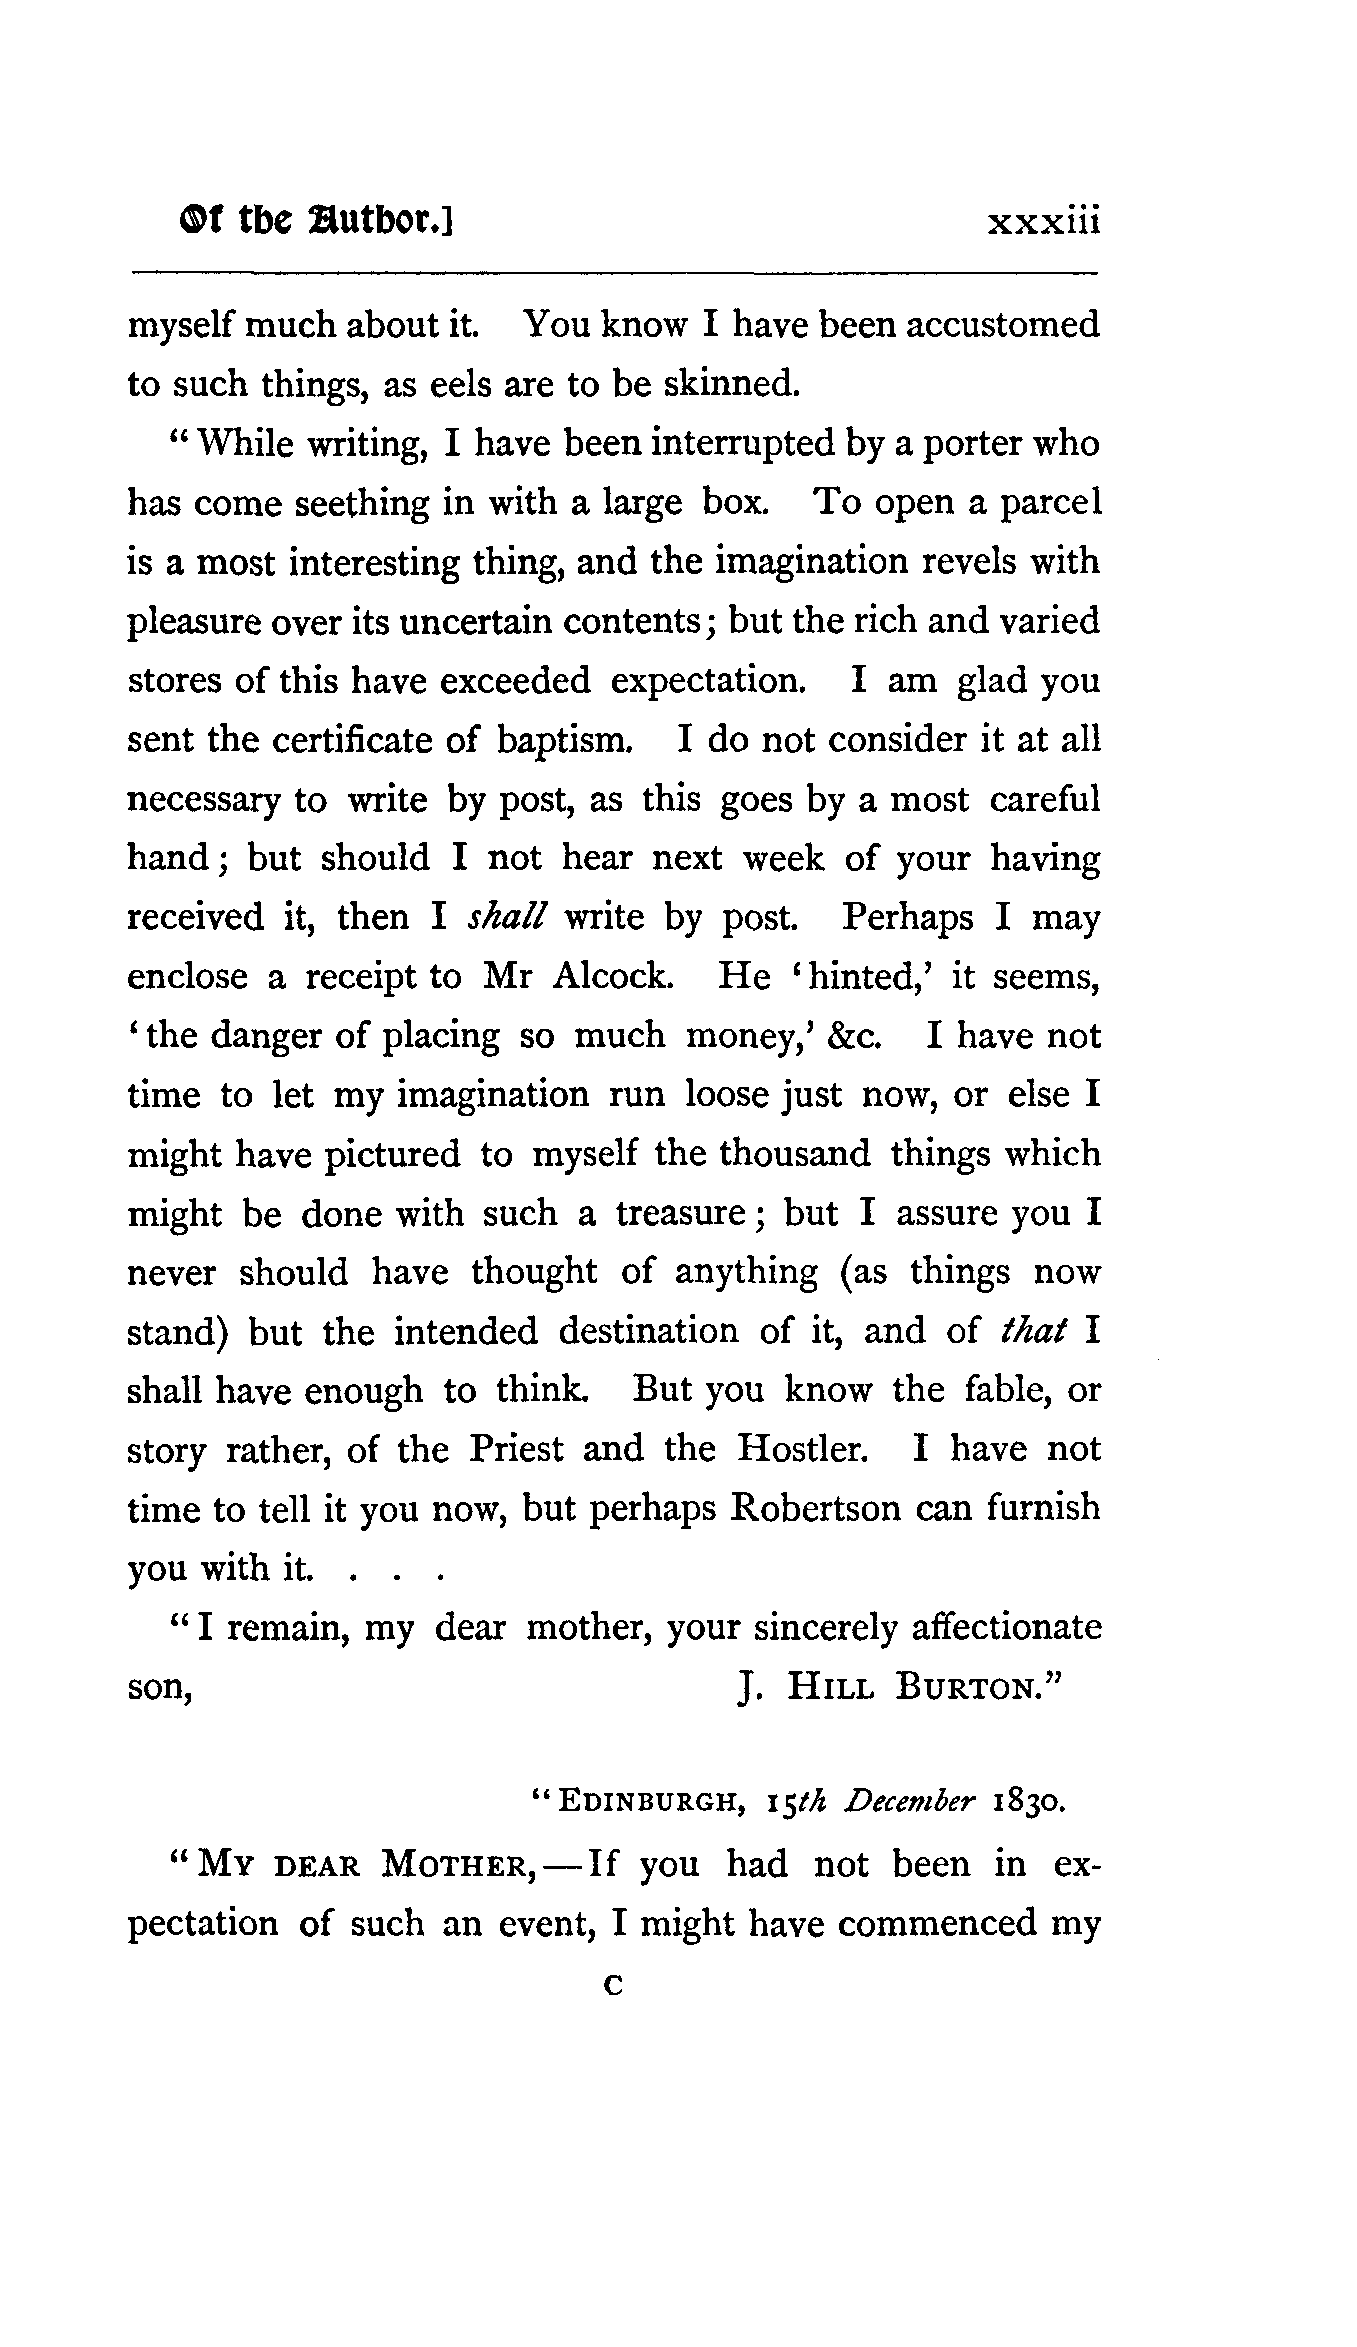 Of the Author.] xxxiii
myself much about it. You know I have been accustomed
to such things, as eels are to be skinned.
“While writing, I have been interrupted by a porter who
has come seething in with a large box. To open a parcel
is a most interesting thing, and the imagination revels with
pleasure over its uncertain contents; but the rich and varied
stores of this have exceeded expectation. I am glad you
sent the certificate of baptism. I do not consider it at all
necessary to write by post, as this goes by a most careful
hand; but should I not hear next week of your having
received it, then I shall write by post. Perhaps I may
enclose a receipt to Mr Alcock. He ‘hinted,’ it seems,
‘the danger of placing so much money,’ &c. I have not
time to let my imagination run loose just now, or else I
might have pictured to myself the thousand things which
might be done with such a treasure; but I assure you I
never should have thought of anything (as things now
stand) but the intended destination of it, and of that I
shall have enough to think. But you know the fable, or
story rather, of the Priest and the Hostler. I have not
time to tell it you now, but perhaps Robertson can furnish
you with it. . . .
“I remain, my dear mother, your sincerely affectionate
son, J. HILL BURTON.”
“EDINBURGH, 15th December 1830.
“MY DEAR MOTHER,—If you had not been in ex-
pectation of such an event, I might have commenced my
C